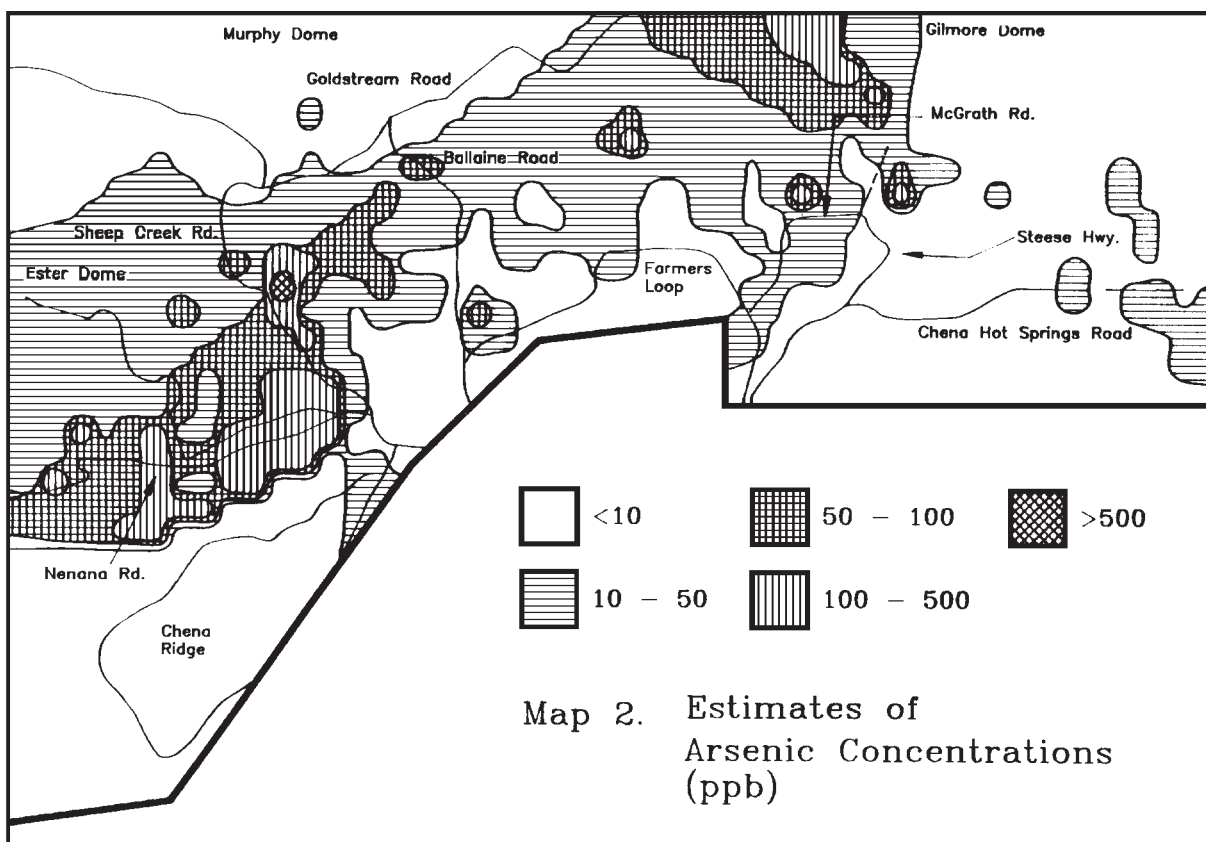 Murphy Dome
Gilmore Dome
Goldstream Road
McGrath Rd.
Ballaine Road
Sheep Creek Rd.
Steese Hwy.
Ester Dome
Farmers
Loop
Chena Hot Springs Road
<10
50 - 100
>500
Nenana Rd.
10 - 50
100 - 500
Chena
Ridge
Map 2. Estimates of
Arsenic Concentrations
(ppb)